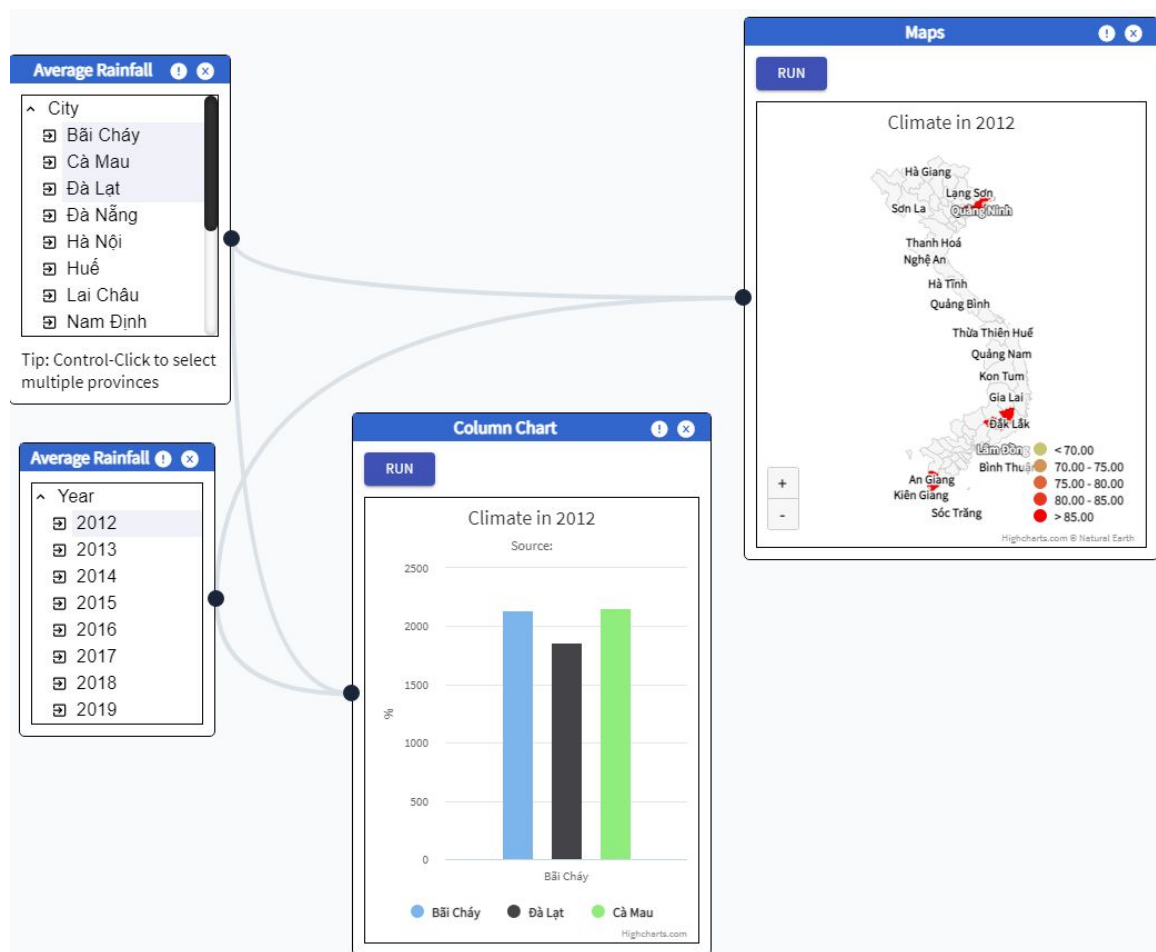 Average Rainfall
City
Bãi Cháy
Cà Mau
Đà Lạt
Đà Nẵng
Hà Nội
Huế
Lai Châu
Nam Định
Tip: Control-Click to select
multiple provinces
Average Rainfall
Year
2012
2013
2014
2015
2016
2017
2018
2019
Column Chart
RUN
Climate in 2012
Source:
2500
2000
1500
1000
500
0
%
Bãi Cháy
Bãi Cháy
Đà Lạt
Cà Mau
Highcharts.com
Maps
RUN
Climate in 2012
Hà Giang
Lạng Sơn
Sơn La
Quảng Ninh
Thanh Hoá
Nghệ An
Hà Tĩnh
Quảng Bình
Thừa Thiên Huế
Quảng Nam
Kon Tum
Gia Lai
Đắk Lắk
Lâm Đồng
Bình Thuận
An Giang
Kiên Giang
Sóc Trăng
+
-
< 70.00
70.00 - 75.00
75.00 - 80.00
80.00 - 85.00
> 85.00
Highcharts.com © Natural Earth